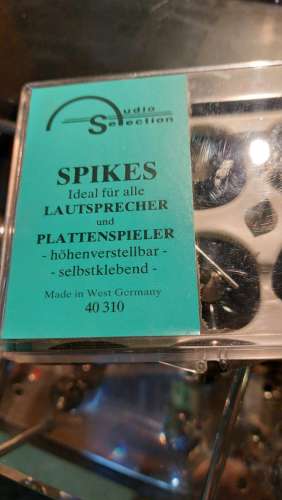 Audio
Selection
SPIKES
Ideal für alle
LAUTSPRECHER
und
PLATTENSPIELER
- höhenverstellbar -
- selbstklebend -
Made in West Germany
40 310